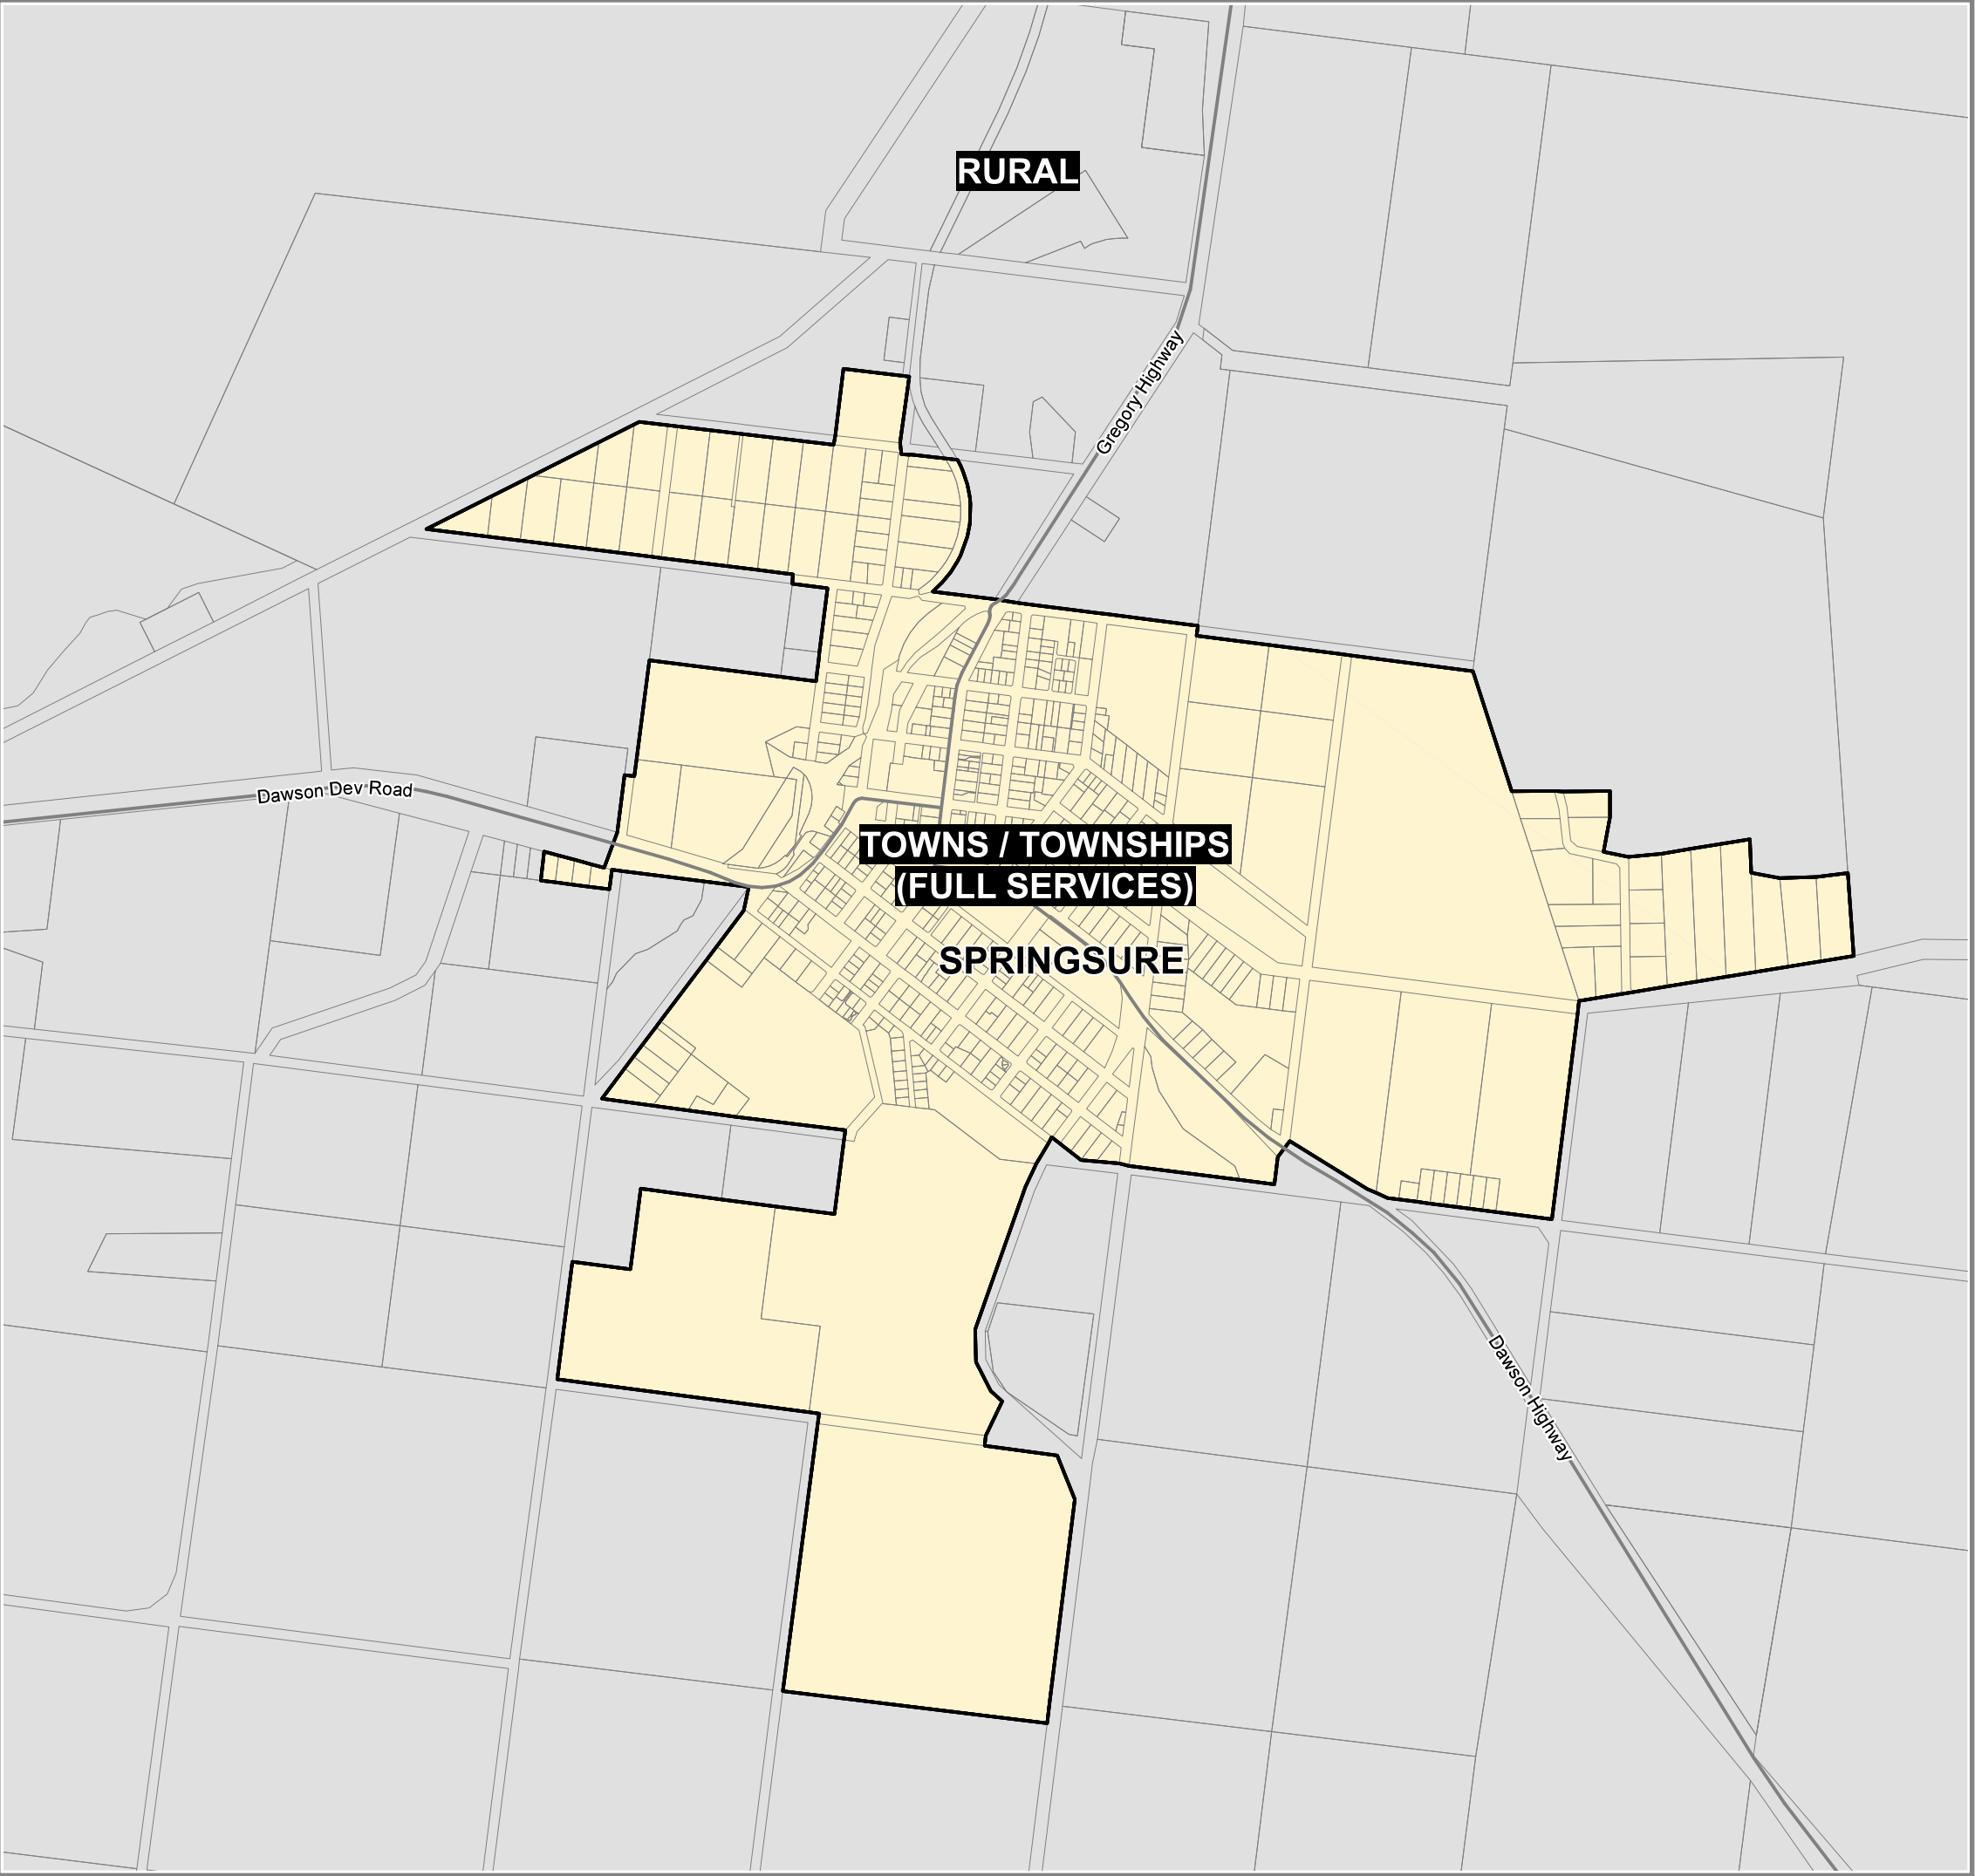 RURAL
Gregory Highway
Dawson Dev Road
TOWNS / TOWNSHIPS
(FULL SERVICES)
SPRINGSURE
Dawson Highway